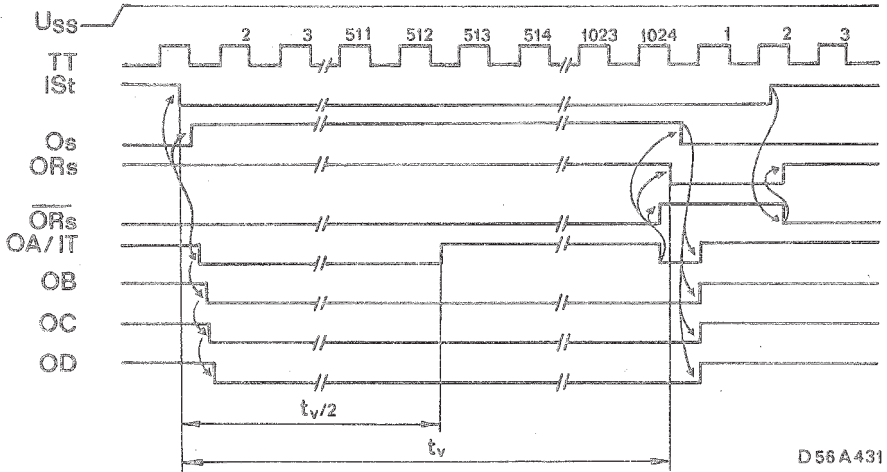 USS
2 3 511 512 513 514 1023 1024 1 2 3
TT
ISt
Os
ORs
ORs
OA/IT
OB
OC
OD
tv/2
tv
D56A431